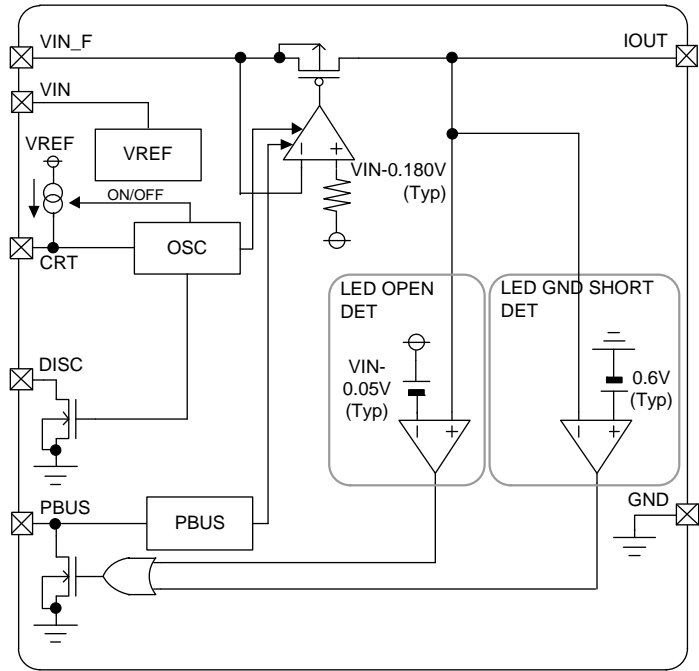 VIN_F
IOUT
VIN
VREF
VREF
VIN-0.180V
(Typ)
ON/OFF
OSC
CRT
LED OPEN
DET
LED GND SHORT
DET
DISC
VIN-
0.05V
(Typ)
0.6V
(Typ)
PBUS
PBUS
GND